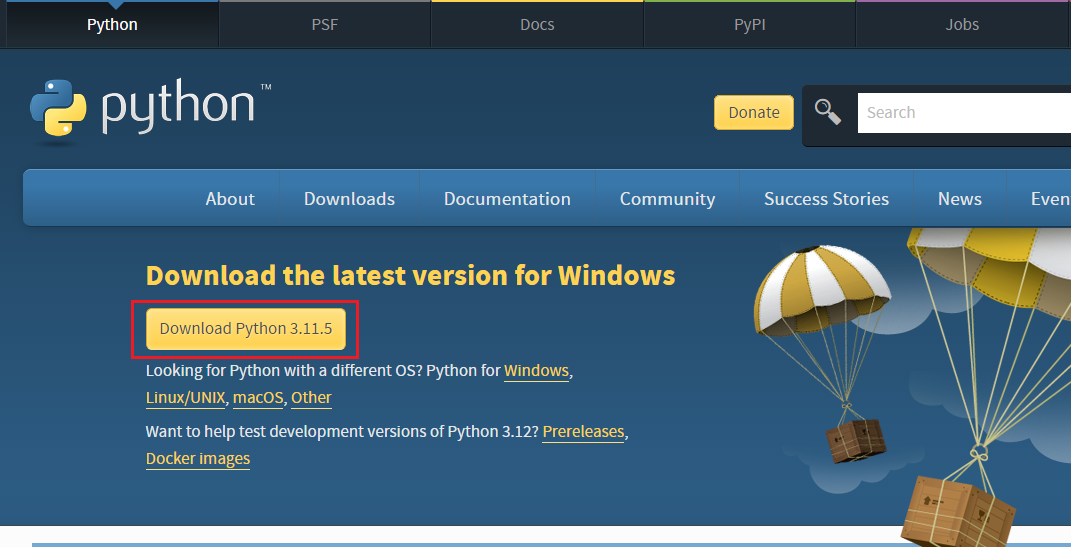 Python PSF Docs PyPI Jobs
python™
Donate Search
About Downloads Documentation Community Success Stories News Even
Download the latest version for Windows
Download Python 3.11.5
Looking for Python with a different OS? Python for Windows,
Linux/UNIX, macOS, Other
Want to help test development versions of Python 3.12? Prereleases,
Docker images